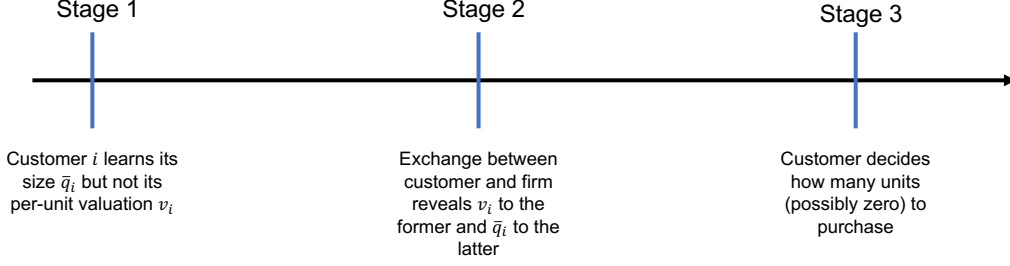 Stage 1
Stage 2
Stage 3
Customer 𝑖 learns its
size q̄ᵢ but not its
per-unit valuation vᵢ
Exchange between
customer and firm
reveals vᵢ to the
former and q̄ᵢ to the
latter
Customer decides
how many units
(possibly zero) to
purchase